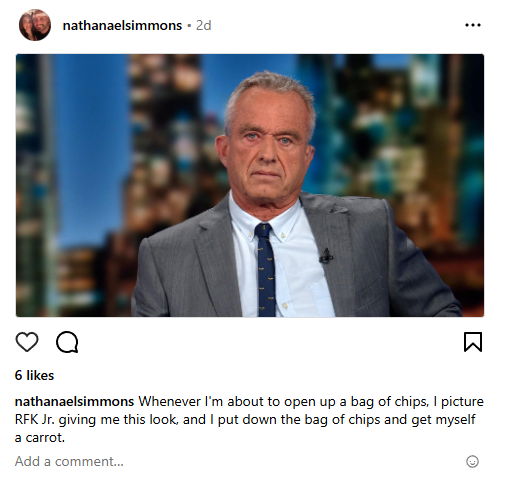 nathanaelsimmons • 2d
6 likes
nathanaelsimmons Whenever I'm about to open up a bag of chips, I picture
RFK Jr. giving me this look, and I put down the bag of chips and get myself
a carrot.
Add a comment...